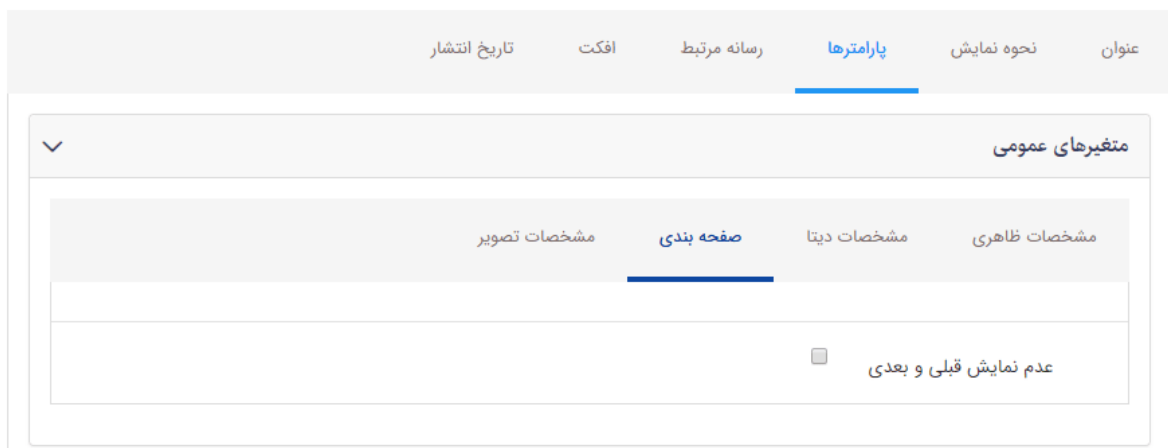 عنوان نحوه نمایش پارامترها رسانه مرتبط افکت تاریخ انتشار
متغیرهای عمومی
مشخصات ظاهری مشخصات دیتا صفحه بندی مشخصات تصویر
عدم نمایش قبلی و بعدی